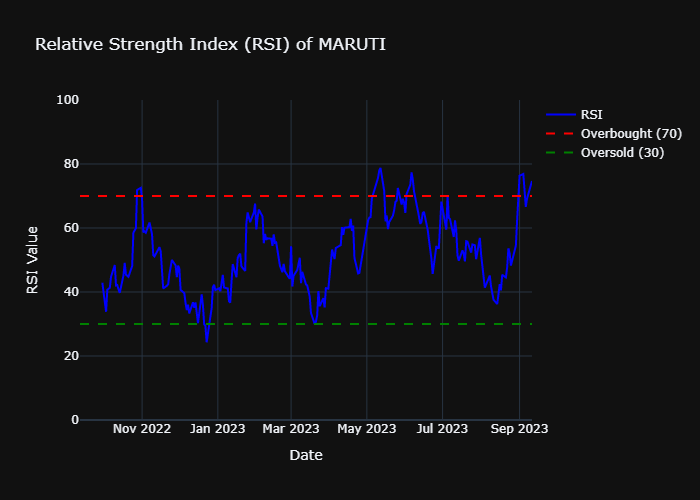 Relative Strength Index (RSI) of MARUTI
100
80
60
40
20
0
RSI Value
Nov 2022
Jan 2023
Mar 2023
May 2023
Jul 2023
Sep 2023
Date
RSI
Overbought (70)
Oversold (30)